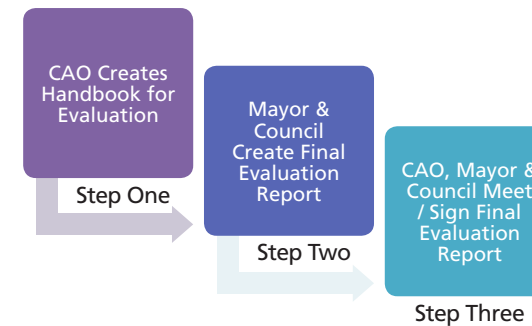 CAO Creates
Handbook for
Evaluation
Step One
Mayor &
Council
Create Final
Evaluation
Report
Step Two
CAO, Mayor &
Council Meet
/ Sign Final
Evaluation
Report
Step Three